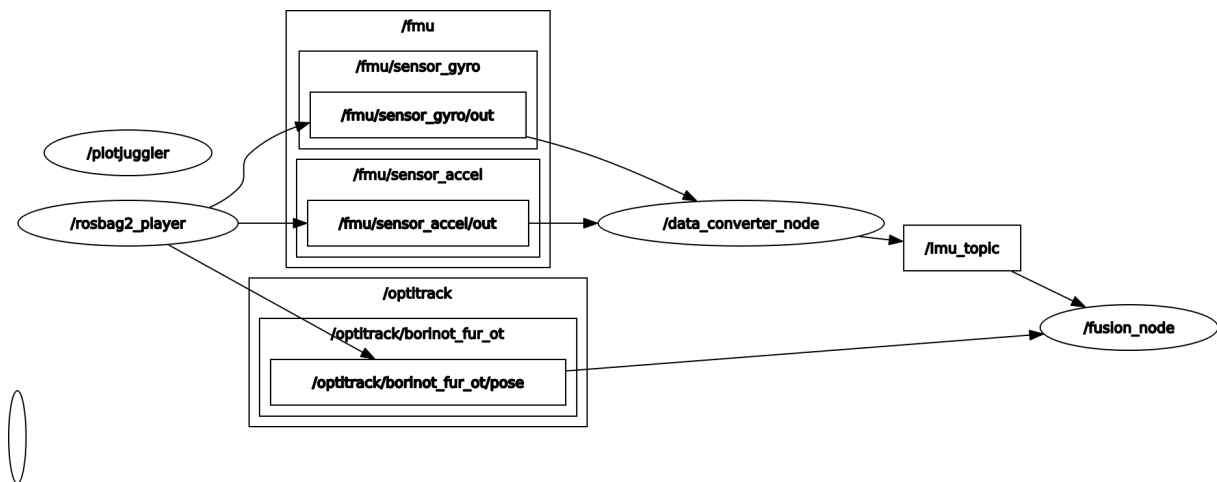 /fmu
/fmu/sensor_gyro
/fmu/sensor_gyro/out
/plotjuggler
/fmu/sensor_accel
/rosbag2_player
/fmu/sensor_accel/out
/data_converter_node
/Imu_topic
/optitrack
/optitrack/borinot_fur_ot
/fusion_node
/optitrack/borinot_fur_ot/pose